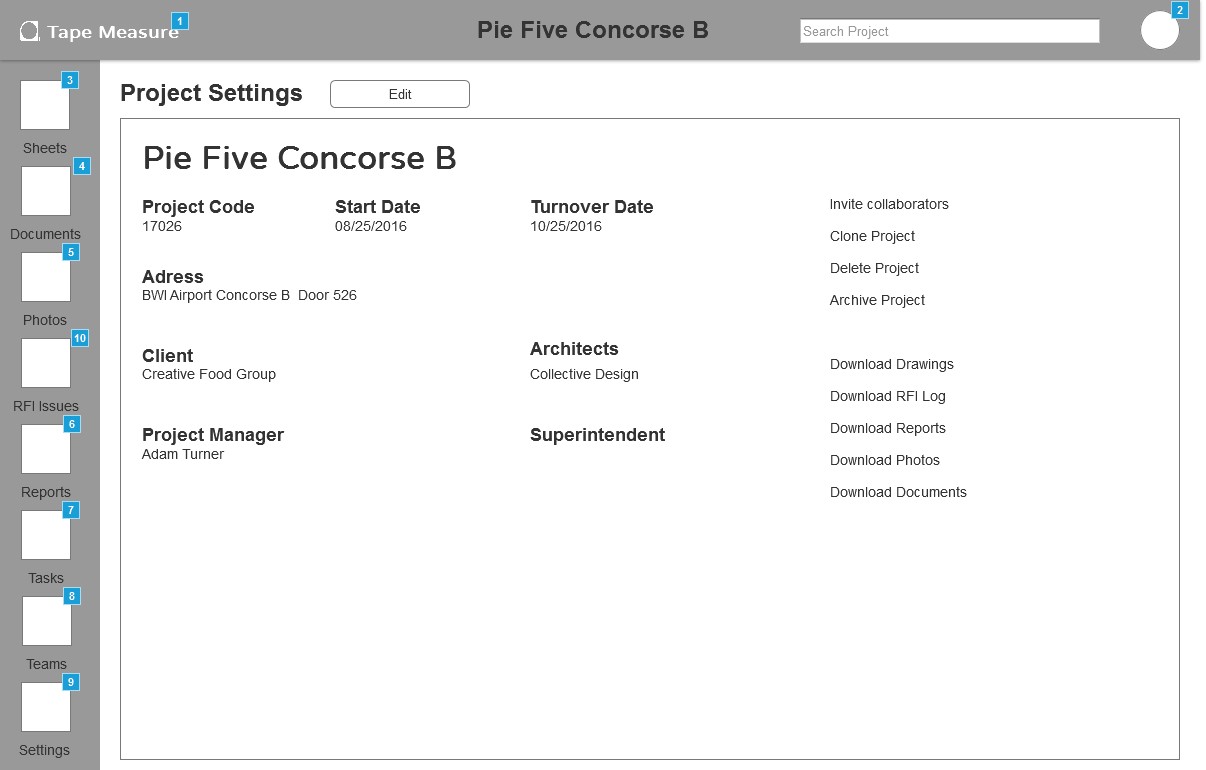 Tape Measure
1
Pie Five Concorse B
Search Project
2
3
Sheets
4
Documents
5
Photos
10
RFI Issues
6
Reports
7
Tasks
8
Teams
9
Settings
Project Settings
Edit
Pie Five Concorse B
Project Code
17026
Start Date
08/25/2016
Turnover Date
10/25/2016
Adress
BWI Airport Concorse B  Door 526
Client
Creative Food Group
Architects
Collective Design
Project Manager
Adam Turner
Superintendent
Invite collaborators
Clone Project
Delete Project
Archive Project
Download Drawings
Download RFI Log
Download Reports
Download Photos
Download Documents